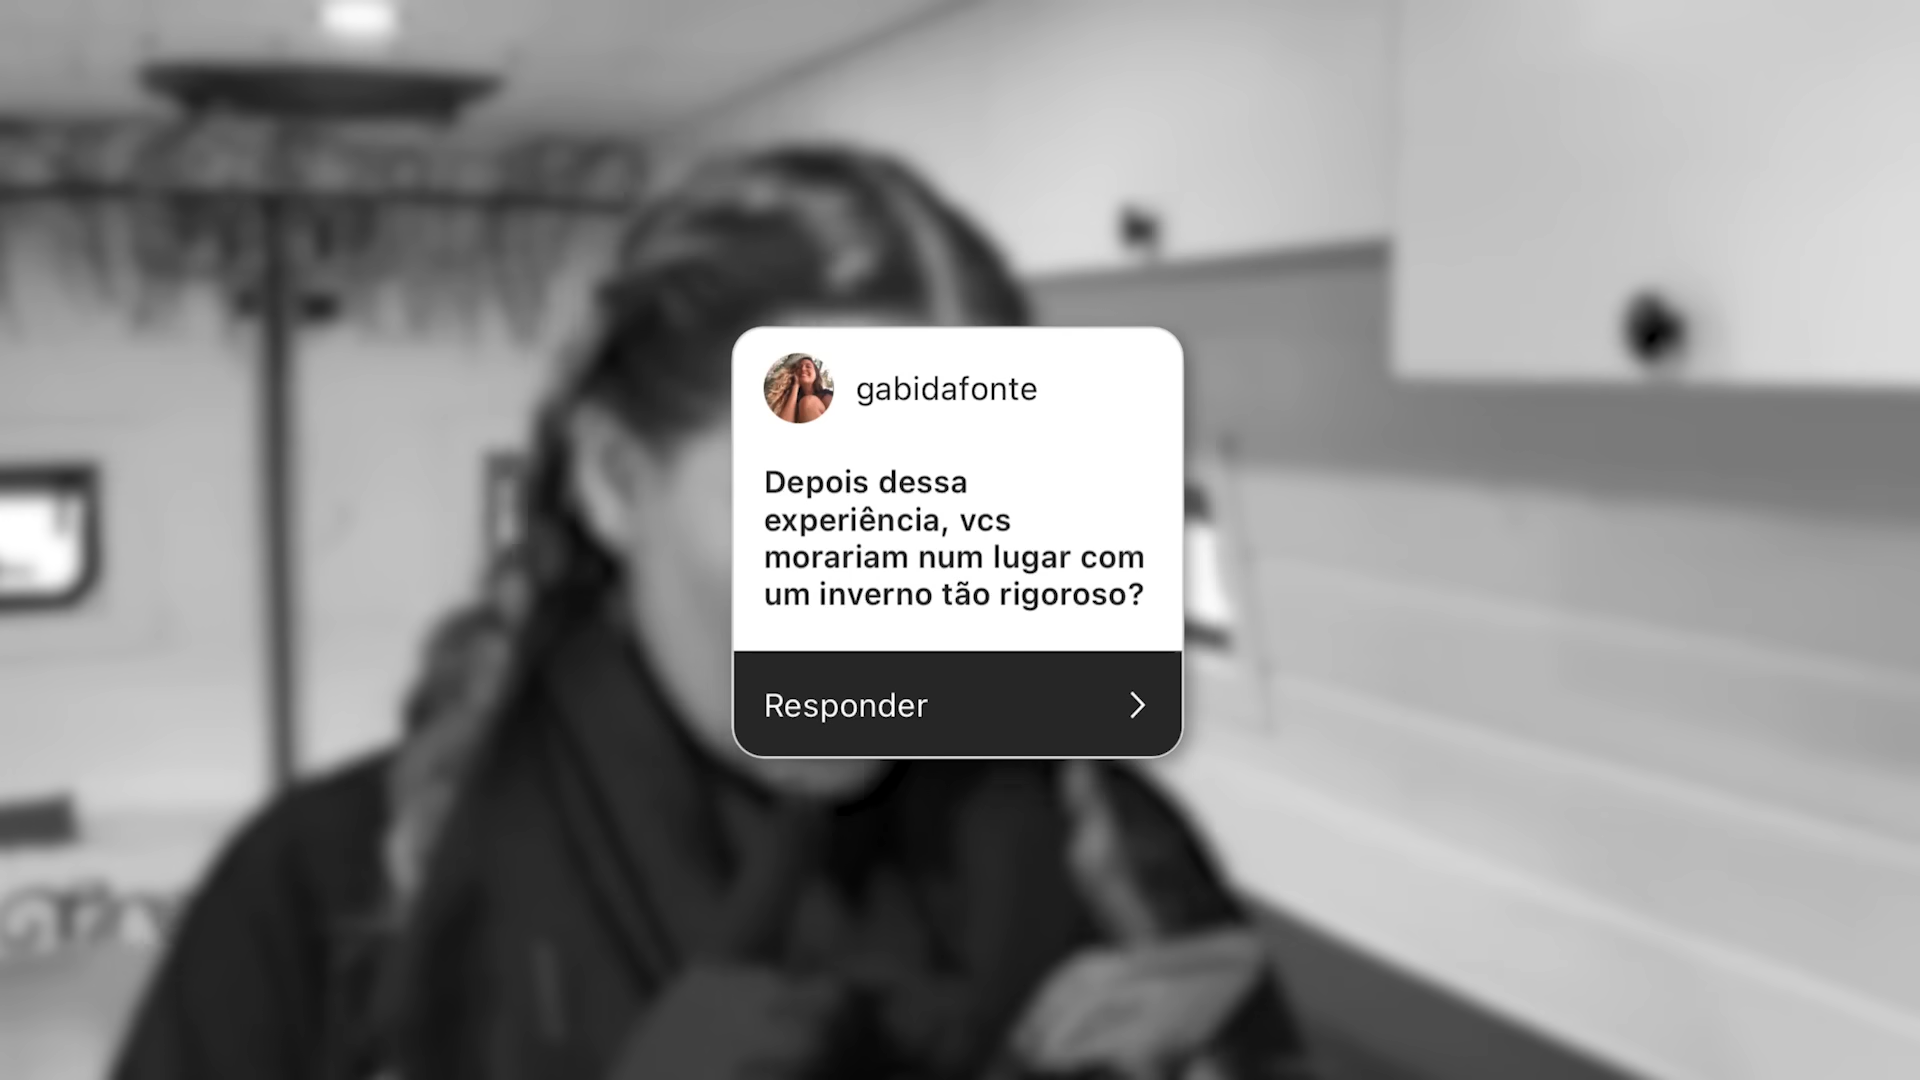 gabidafonte
Depois dessa
experiência, vcs
morariam num lugar com
um inverno tão rigoroso?
Responder